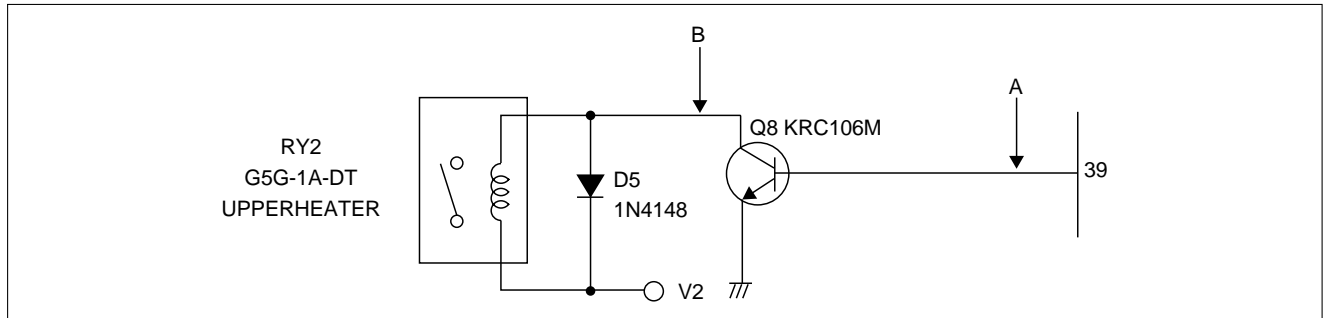 B
A
Q8 KRC106M
RY2
G5G-1A-DT
UPPERHEATER
D5
1N4148
39
V2